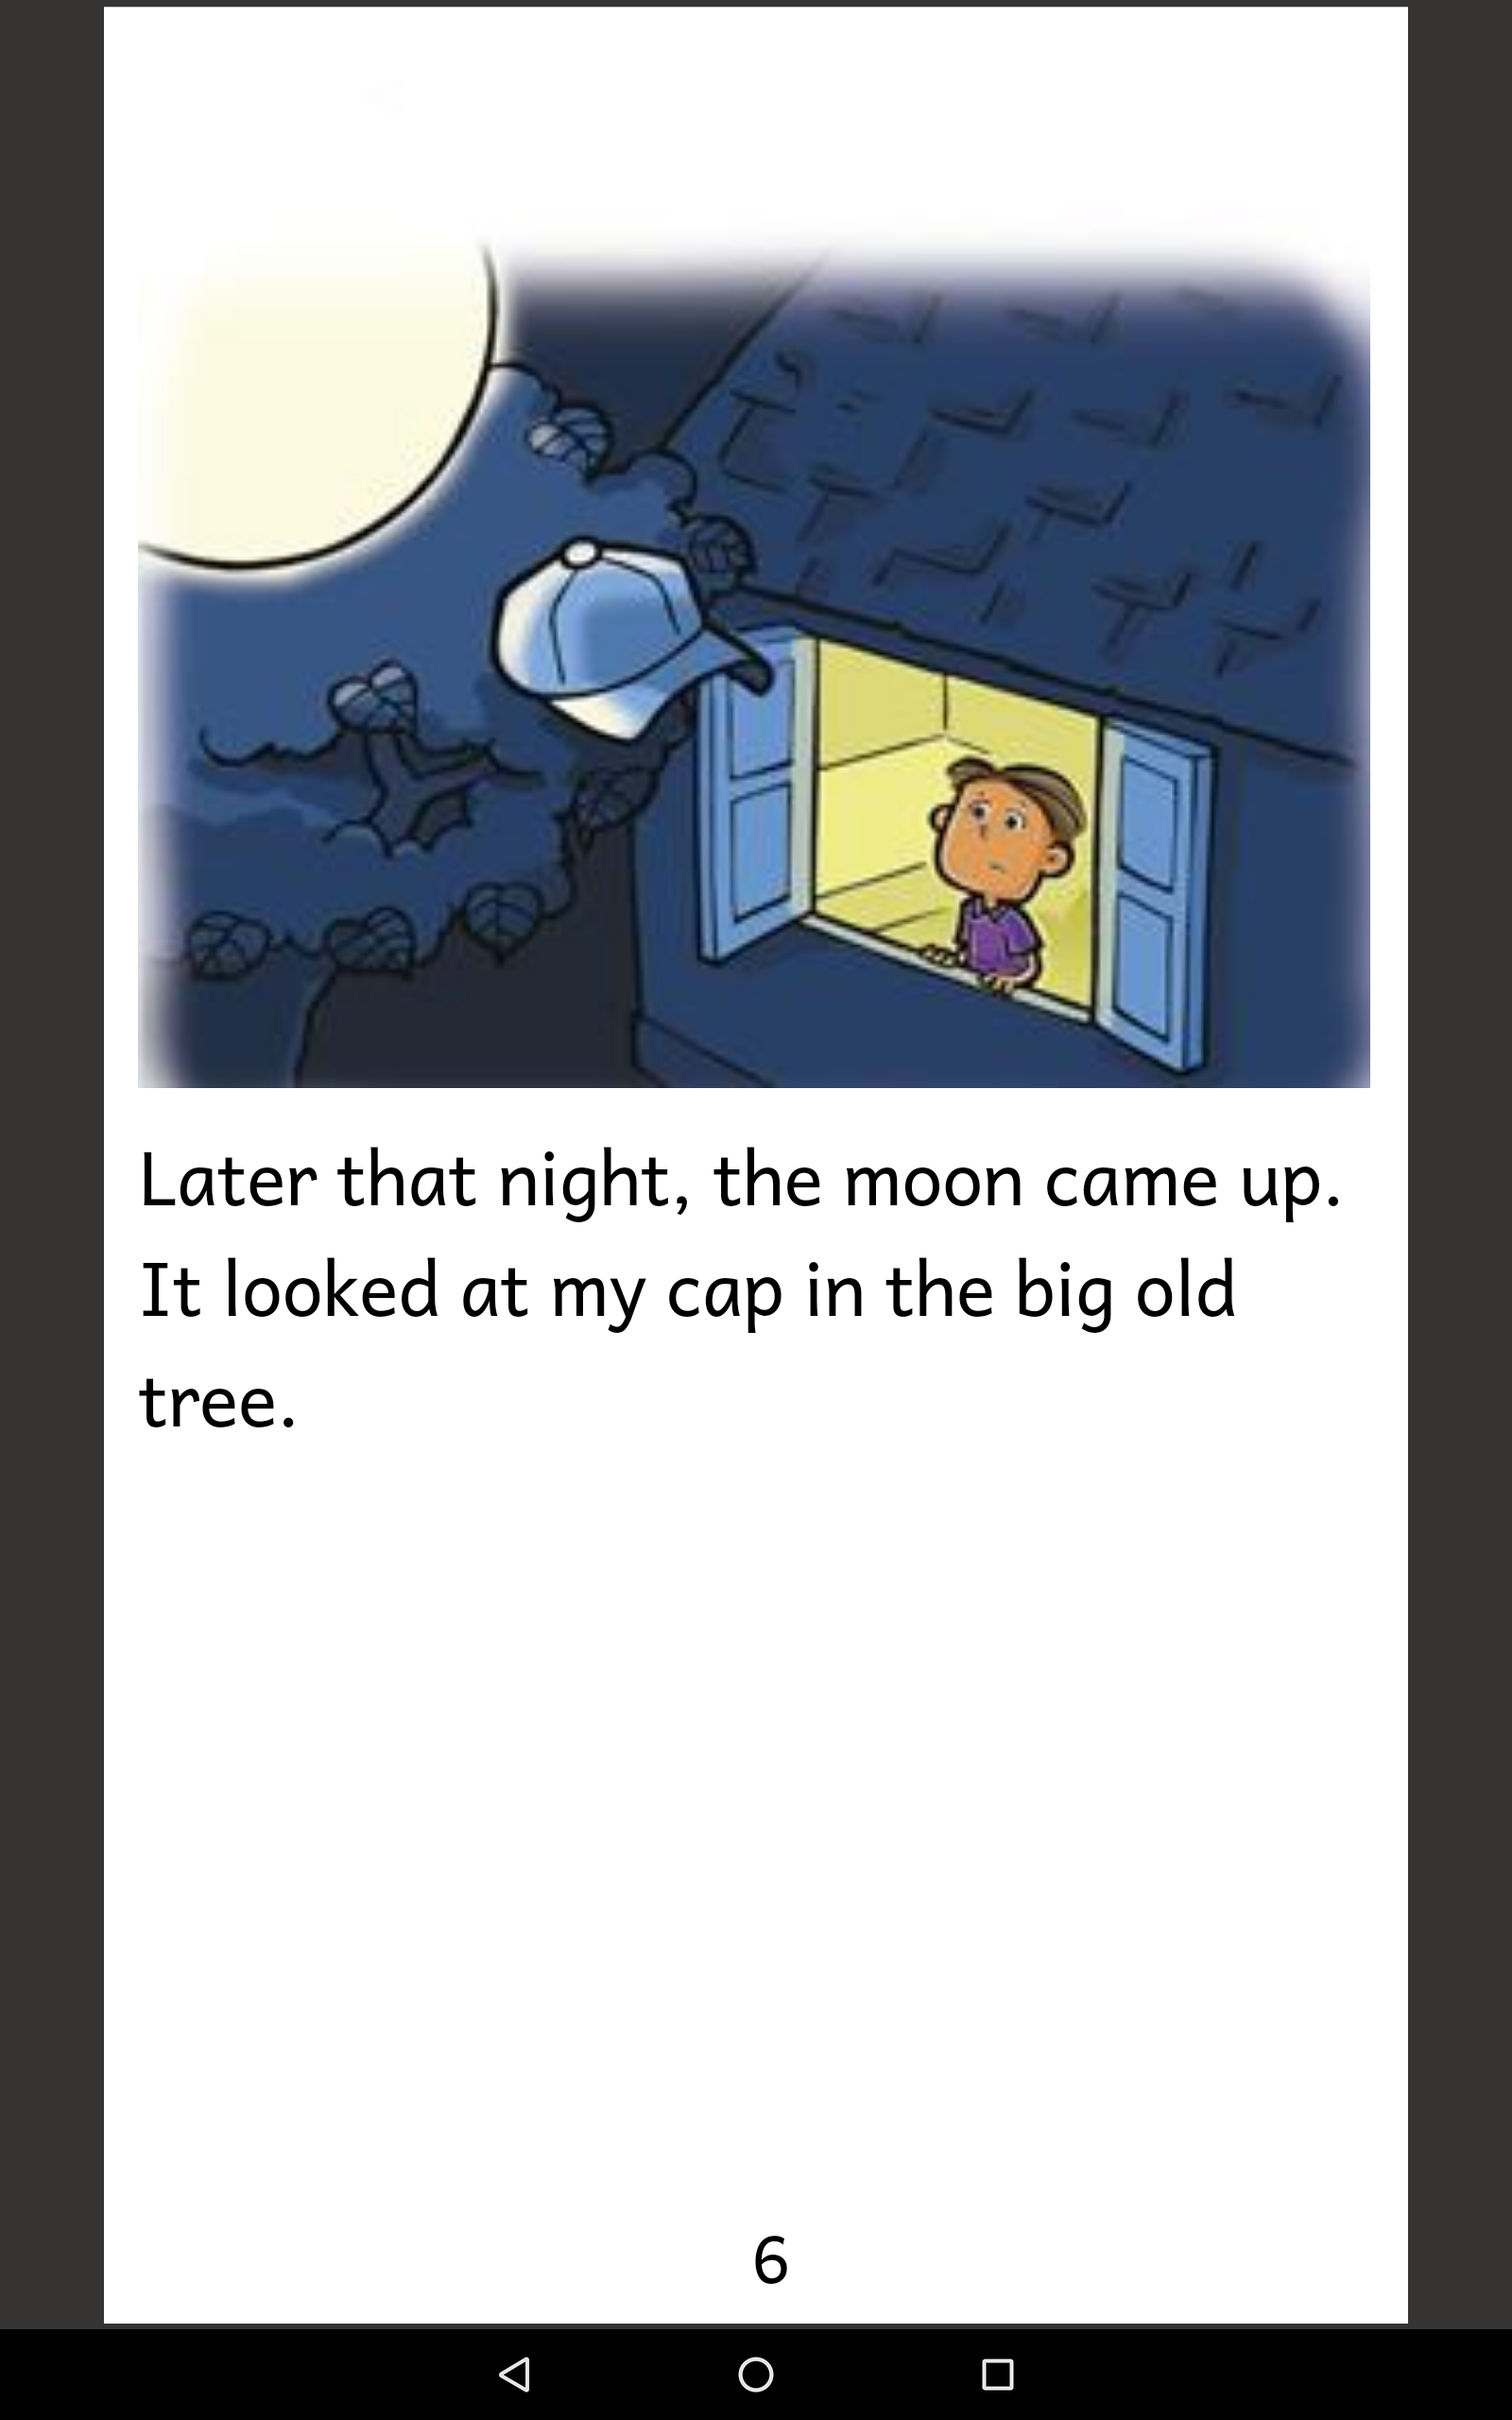 Later that night, the moon came up.
It looked at my cap in the big old
tree.
6